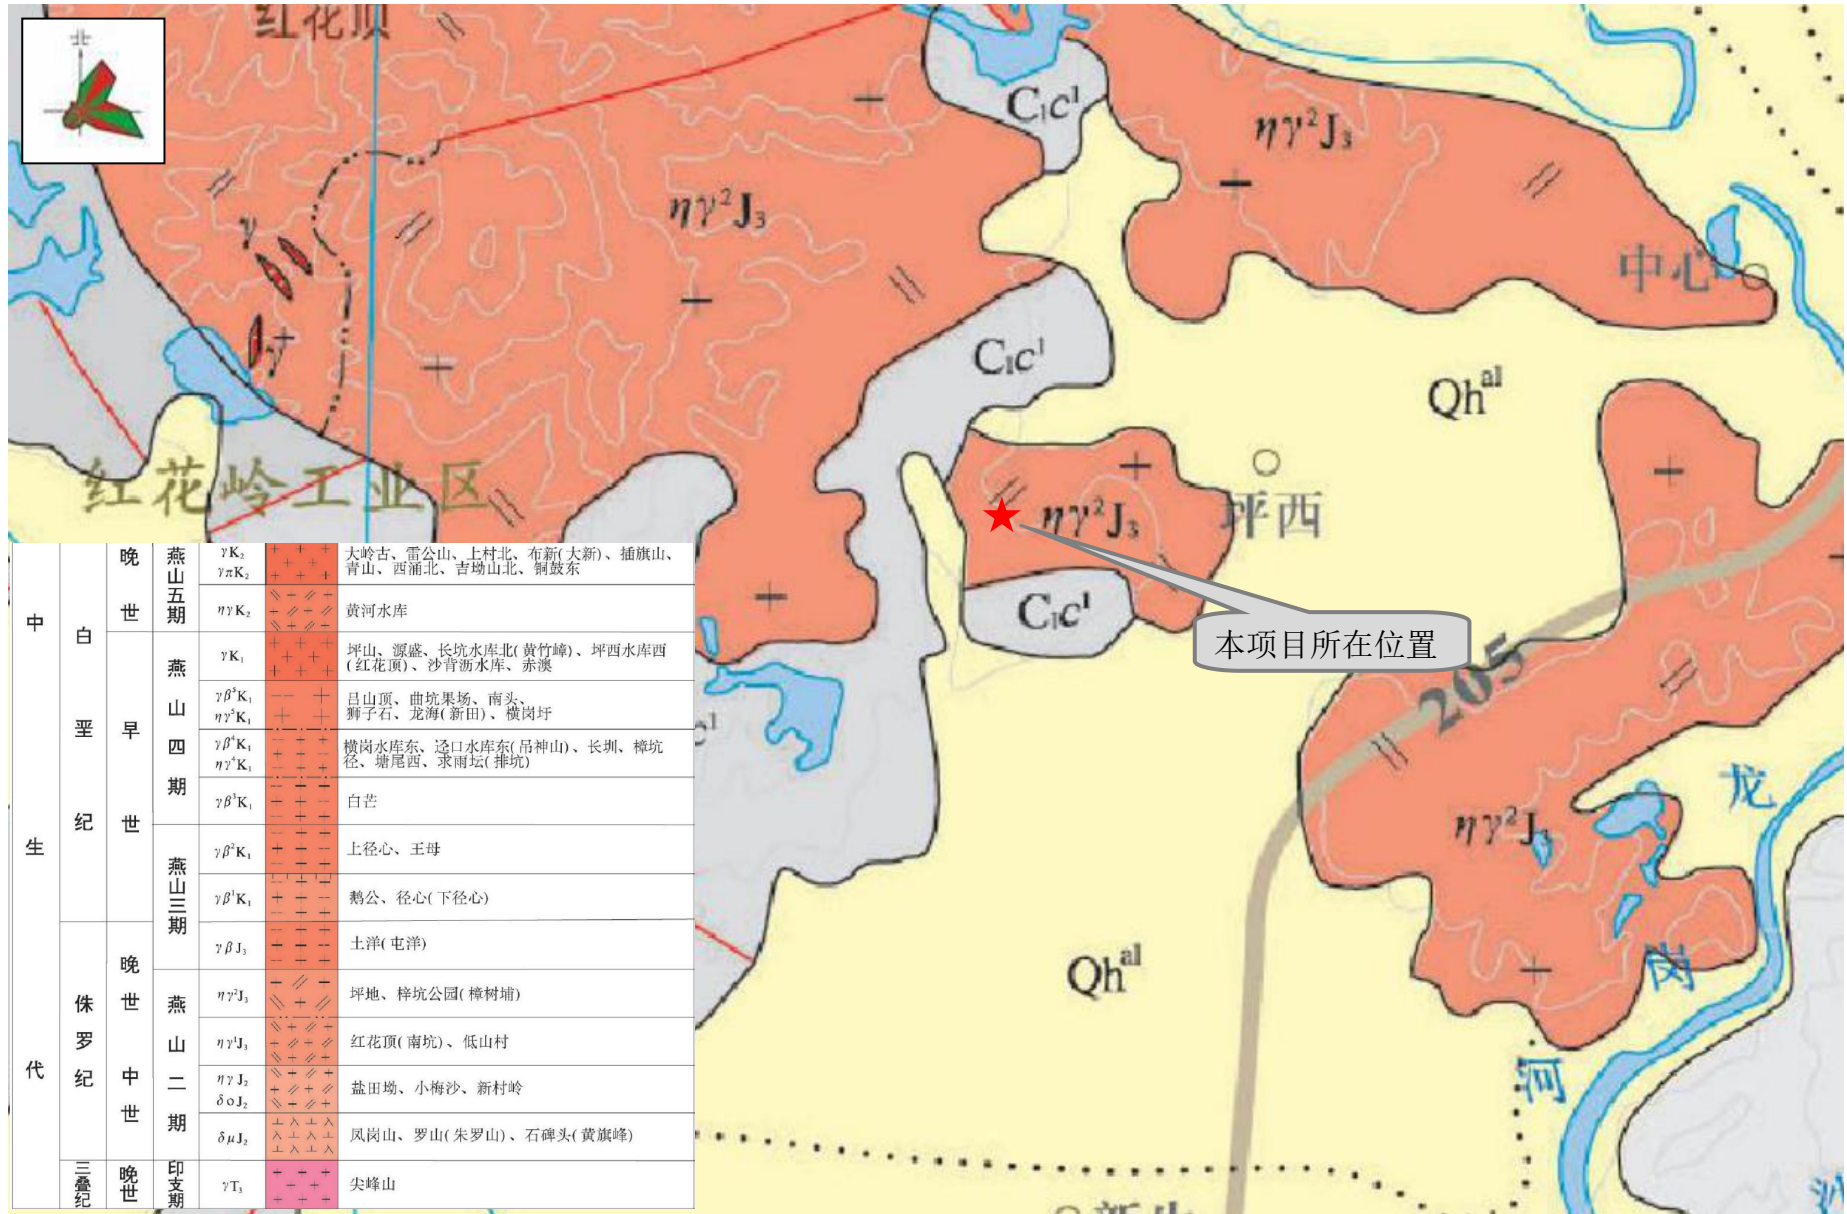 红花顶
北
C₁c¹
ηγ²J₃
ηγ²J₃
γ
中心
C₁c¹
γ
Qhᵃˡ
红花岭工业区
ηγ²J₃
坪西
C₁c¹
本项目所在位置
205
c¹
龙
ηγ²J₃
岗
Qhᵃˡ
河
中生代
白垩纪
晚世
燕山五期
γK₂
γπK₂
大岭古、雷公山、上村北、布新(大新)、插旗山、
青山、西涌北、吉坳山北、铜鼓东
ηγK₂
黄河水库
早世
燕山四期
γK₁
坪山、源盛、长坑水库北(黄竹嶂)、坪西水库西
(红花顶)、沙背沥水库、赤澳
γβ⁵K₁
ηγ⁵K₁
吕山顶、曲坑果场、南头、
狮子石、龙海(新田)、横岗圩
γβ⁴K₁
ηγ⁴K₁
横岗水库东、迳口水库东(吊神山)、长圳、樟坑
径、塘尾西、求雨坛(排坑)
γβ³K₁
白芒
燕山三期
γβ²K₁
上径心、王母
γβ¹K₁
鹅公、径心(下径心)
侏罗纪
晚世
γβJ₃
土洋(屯洋)
燕山二期
ηγ²J₃
坪地、梓坑公园(樟树埔)
ηγ¹J₃
红花顶(南坑)、低山村
中世
ηγJ₂
δοJ₂
盐田坳、小梅沙、新村岭
δμJ₂
凤岗山、罗山(朱罗山)、石碑头(黄旗峰)
三叠纪
晚世
印支期
γT₃
尖峰山